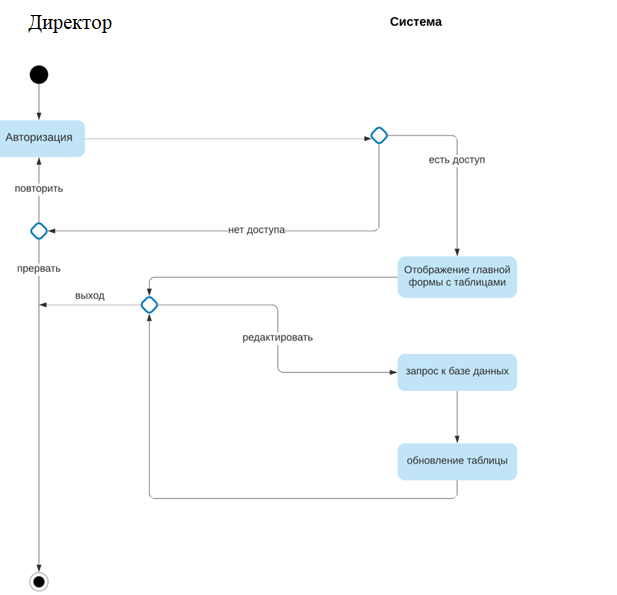 Директор
Система
Авторизация
есть доступ
повторить
нет доступа
прервать
Отображение главной
формы с таблицами
выход
редактировать
запрос к базе данных
обновление таблицы